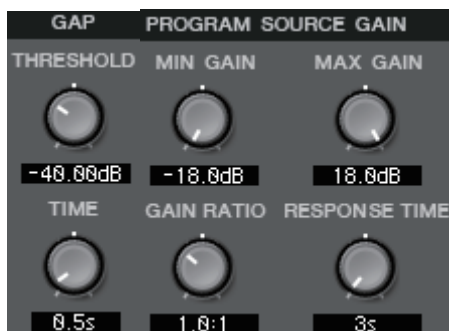 GAP PROGRAM SOURCE GAIN
THRESHOLD MIN GAIN MAX GAIN
-40.00dB -18.0dB 18.0dB
TIME GAIN RATIO RESPONSE TIME
0.5s 1.0:1 3s